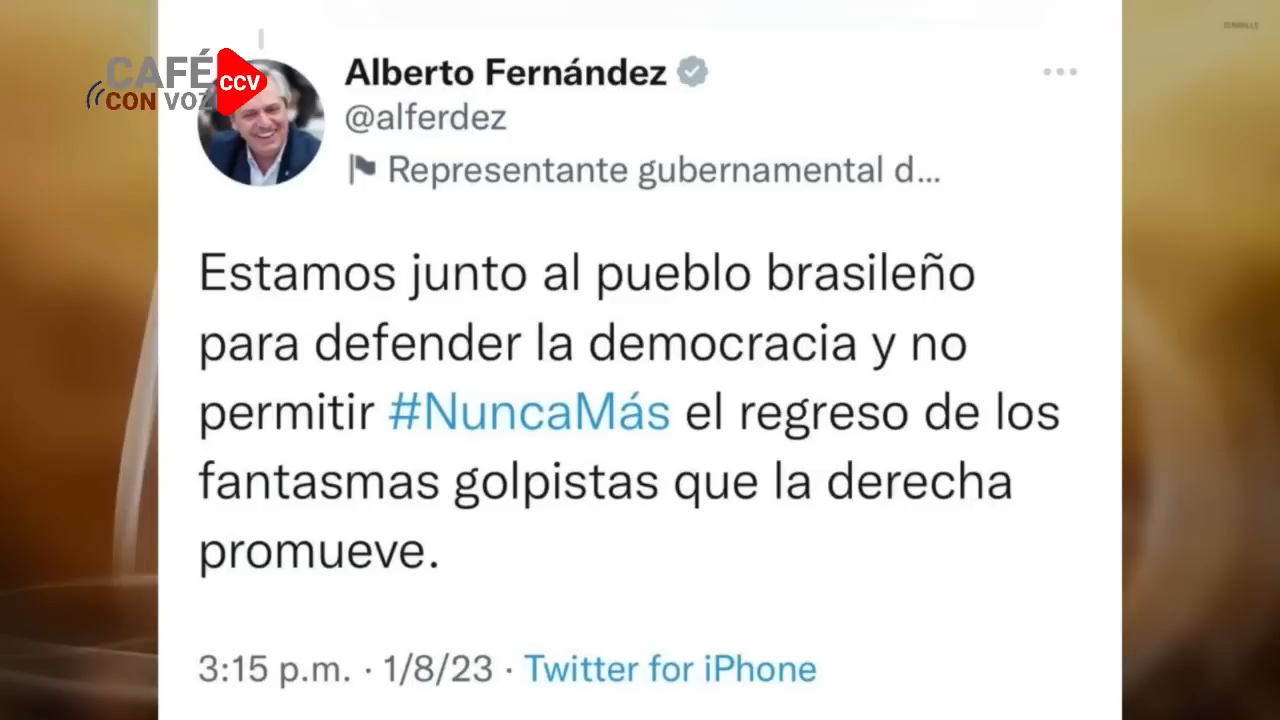 CAFÉ
CON VOZ
CCV
Alberto Fernández
@alferdez
Representante gubernamental d...
Estamos junto al pueblo brasileño
para defender la democracia y no
permitir #NuncaMás el regreso de los
fantasmas golpistas que la derecha
promueve.
3:15 p.m. · 1/8/23 · Twitter for iPhone